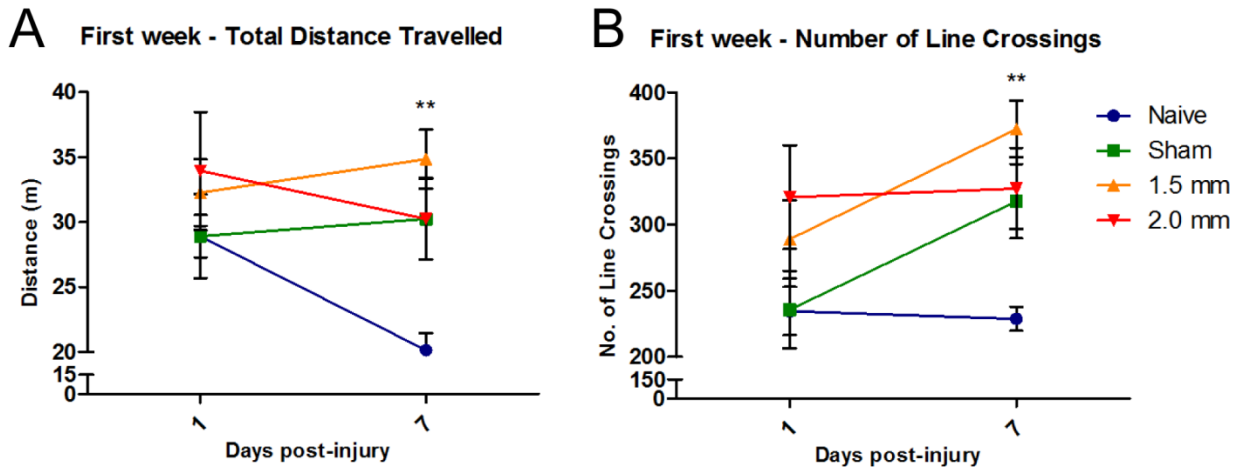 A First week - Total Distance Travelled
40
**
35
30
Distance (m)
25
20
15
0
1 7
Days post-injury
B First week - Number of Line Crossings
400
**
350
300
No. of Line Crossings
250
200
150
0
1 7
Days post-injury
Naive
Sham
1.5 mm
2.0 mm